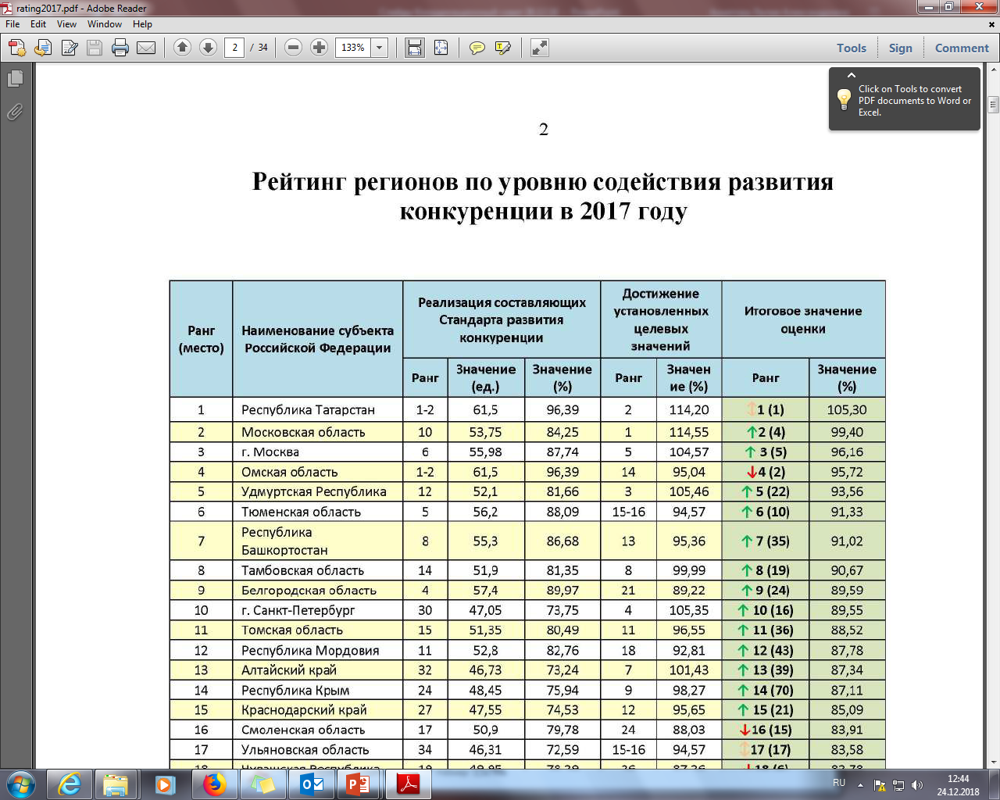 rating2017.pdf - Adobe Reader
File Edit View Window Help
2 / 34 133% Tools Sign Comment
Click on Tools to convert
PDF documents to Word or
Excel.
2
Рейтинг регионов по уровню содействия развития
конкуренции в 2017 году
Ранг (место) Наименование субъекта Российской Федерации Реализация составляющих Стандарта развития конкуренции Достижение установленных целевых значений Итоговое значение оценки
Ранг Значение (ед.) Значение (%) Ранг Значен ие (%) Ранг Значение (%)
1 Республика Татарстан 1-2 61,5 96,39 2 114,20 ↕1 (1) 105,30
2 Московская область 10 53,75 84,25 1 114,55 ↑2 (4) 99,40
3 г. Москва 6 55,98 87,74 5 104,57 ↑ 3 (5) 96,16
4 Омская область 1-2 61,5 96,39 14 95,04 ↓4 (2) 95,72
5 Удмуртская Республика 12 52,1 81,66 3 105,46 ↑ 5 (22) 93,56
6 Тюменская область 5 56,2 88,09 15-16 94,57 ↑ 6 (10) 91,33
7 Республика Башкортостан 8 55,3 86,68 13 95,36 ↑ 7 (35) 91,02
8 Тамбовская область 14 51,9 81,35 8 99,99 ↑ 8 (19) 90,67
9 Белгородская область 4 57,4 89,97 21 89,22 ↑ 9 (24) 89,59
10 г. Санкт-Петербург 30 47,05 73,75 4 105,35 ↑ 10 (16) 89,55
11 Томская область 15 51,35 80,49 11 96,55 ↑ 11 (36) 88,52
12 Республика Мордовия 11 52,8 82,76 18 92,81 ↑ 12 (43) 87,78
13 Алтайский край 32 46,73 73,24 7 101,43 ↑ 13 (39) 87,34
14 Республика Крым 24 48,45 75,94 9 98,27 ↑ 14 (70) 87,11
15 Краснодарский край 27 47,55 74,53 12 95,65 ↑ 15 (21) 85,09
16 Смоленская область 17 50,9 79,78 24 88,03 ↓16 (15) 83,91
17 Ульяновская область 34 46,31 72,59 15-16 94,57 ↕17 (17) 83,58
RU 12:44
24.12.2018